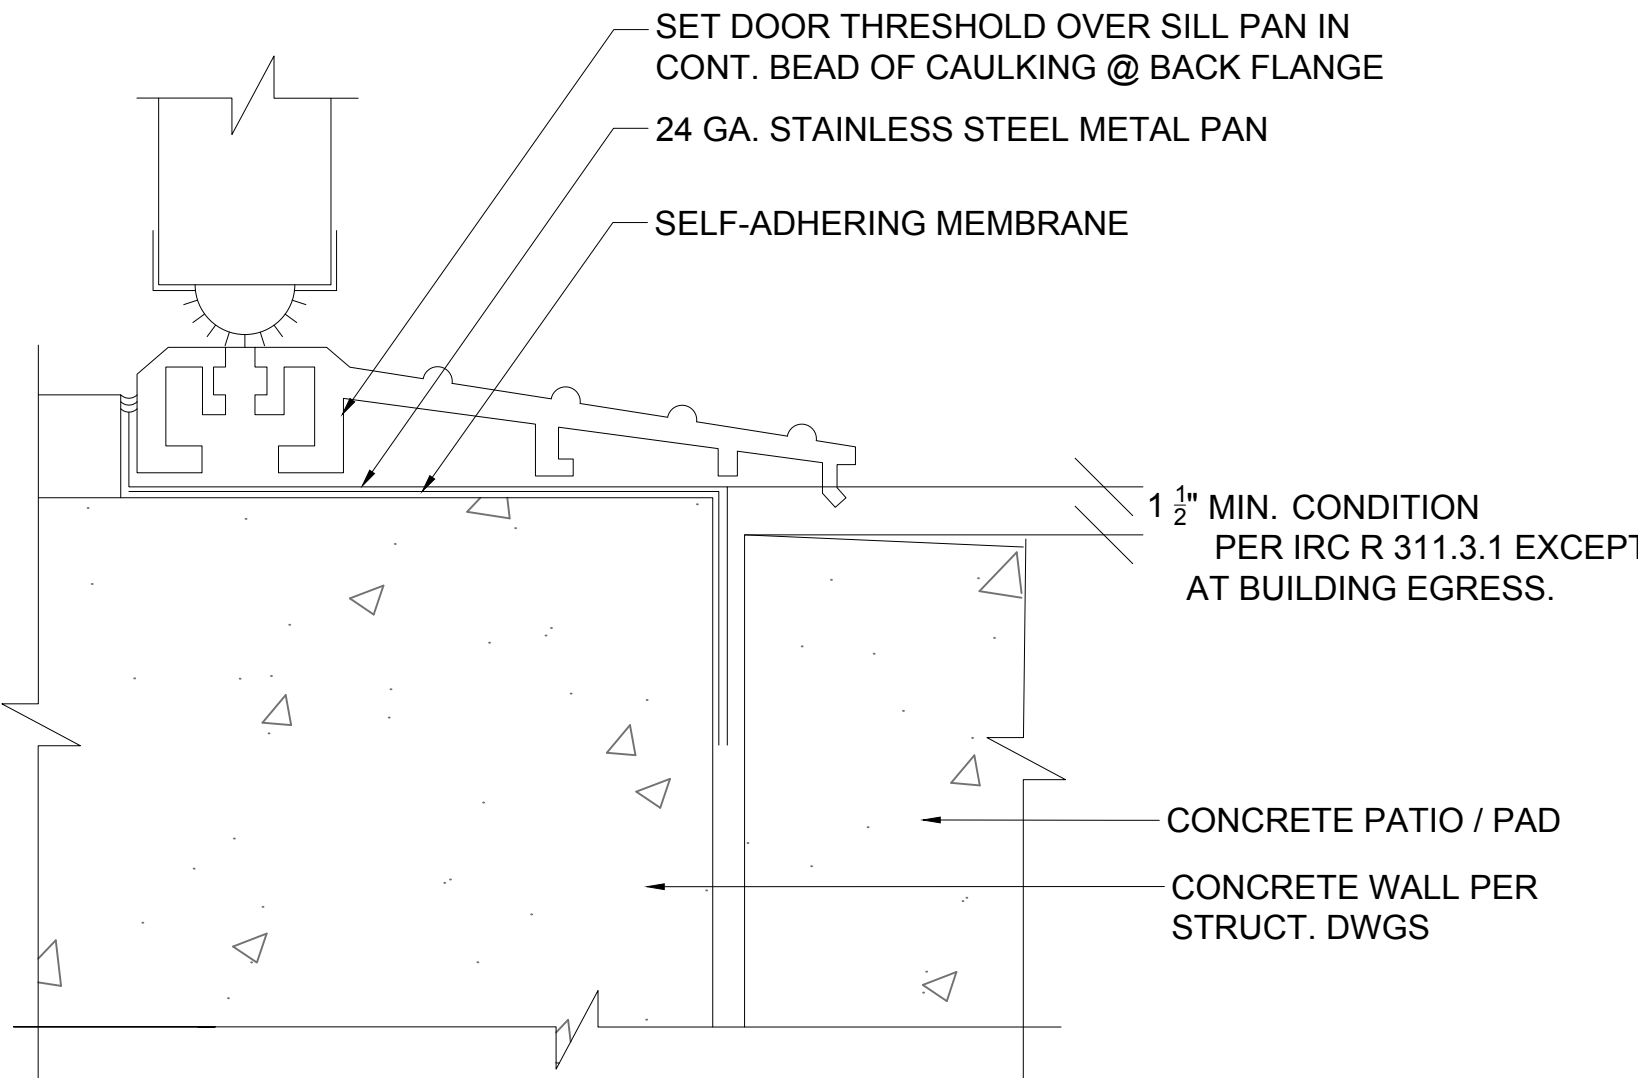 SET DOOR THRESHOLD OVER SILL PAN IN
CONT. BEAD OF CAULKING @ BACK FLANGE
24 GA. STAINLESS STEEL METAL PAN
SELF-ADHERING MEMBRANE
1 1/2" MIN. CONDITION
PER IRC R 311.3.1 EXCEPT
AT BUILDING EGRESS.
CONCRETE PATIO / PAD
CONCRETE WALL PER
STRUCT. DWGS